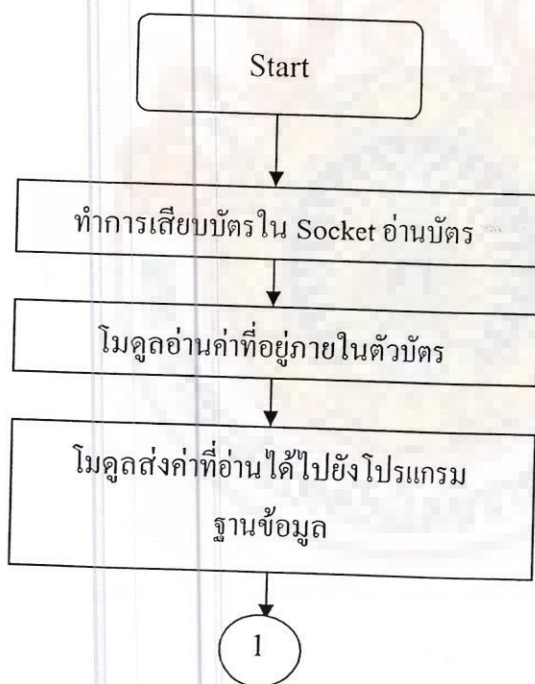 Start
ทำการเสียบบัตรใน Socket อ่านบัตร
โมดูลอ่านค่าที่อยู่ภายในตัวบัตร
โมดูลส่งค่าที่อ่านได้ไปยังโปรแกรม
ฐานข้อมูล
1